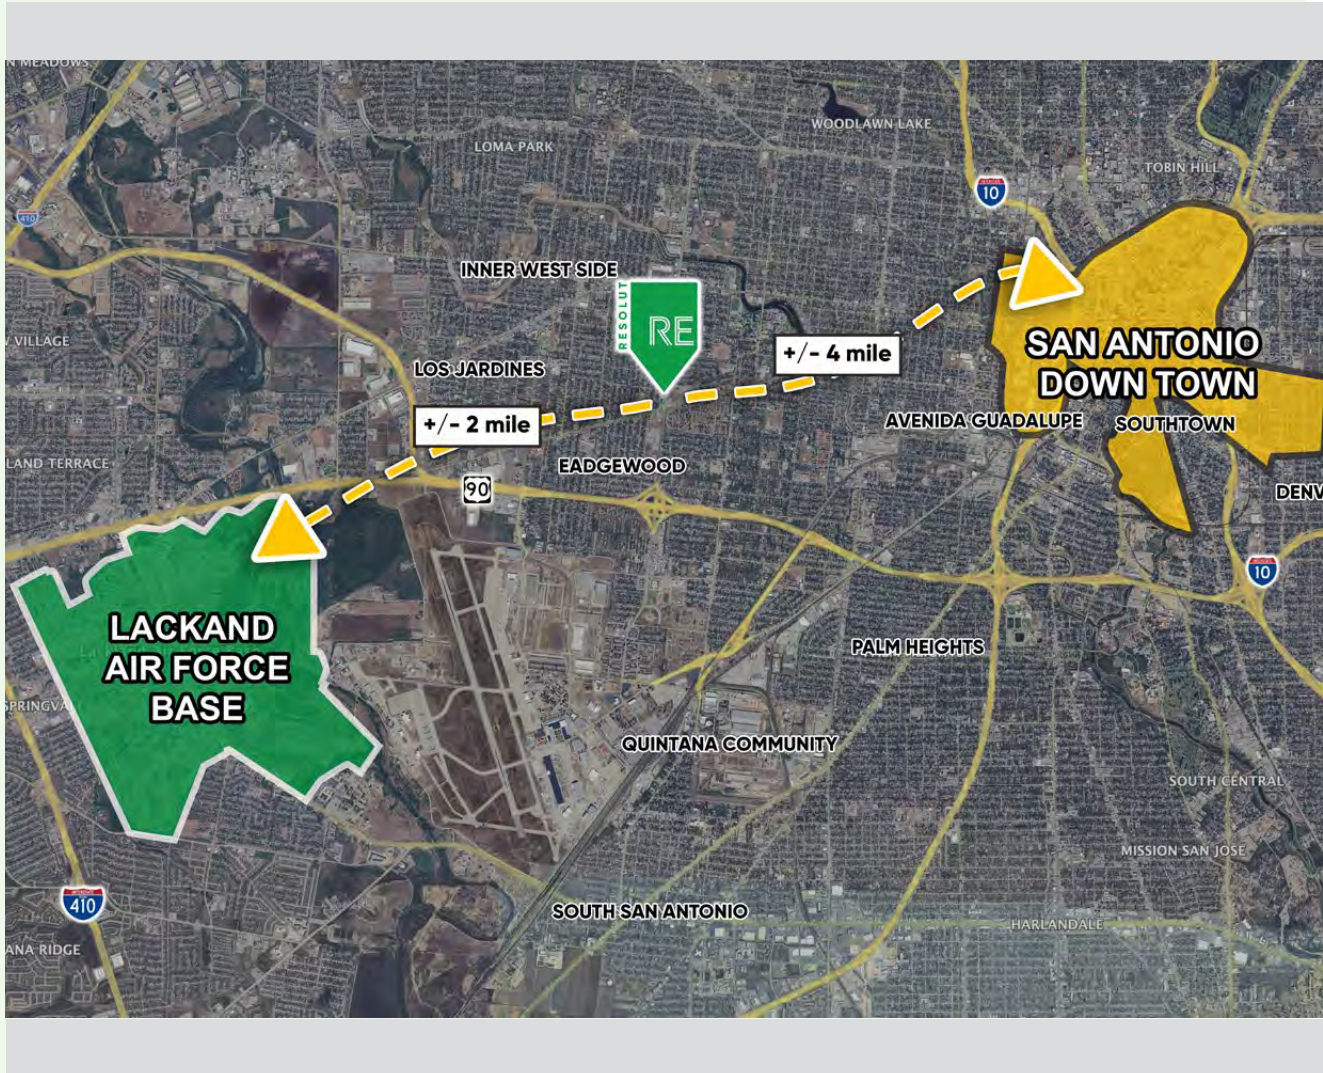 N MEADOWS
WOODLAWN LAKE
LOMA PARK
TOBIN HILL
10
410
INNER WEST SIDE
RESOLUT
RE
SAN ANTONIO
DOWN TOWN
VILLAGE
+/- 4 mile
LOS JARDINES
+/- 2 mile
AVENIDA GUADALUPE
SOUTHTOWN
LAND TERRACE
EADGEWOOD
90
DENV
10
LACKAND
AIR FORCE
BASE
PALM HEIGHTS
SPRINGVA
QUINTANA COMMUNITY
SOUTH CENTRAL
MISSION SAN JOSE
410
SOUTH SAN ANTONIO
HARLANDALE
ANA RIDGE